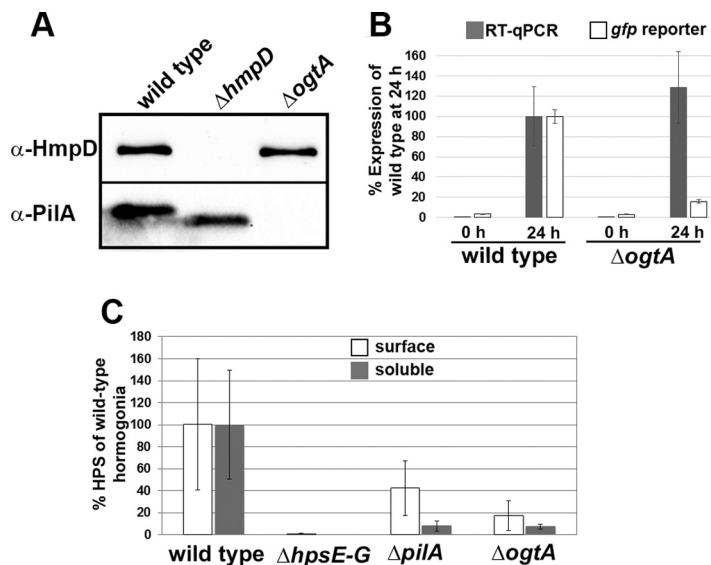 A
wild type
ΔhmpD
ΔogtA
α-HmpD
α-PilA
B
RT-qPCR
gfp reporter
% Expression of
wild type at 24 h
160
140
120
100
80
60
40
20
0
0 h
24 h
0 h
24 h
wild type
ΔogtA
C
% HPS of wild-type
hormogonia
180
160
140
120
100
80
60
40
20
0
surface
soluble
wild type
ΔhpsE-G
ΔpilA
ΔogtA